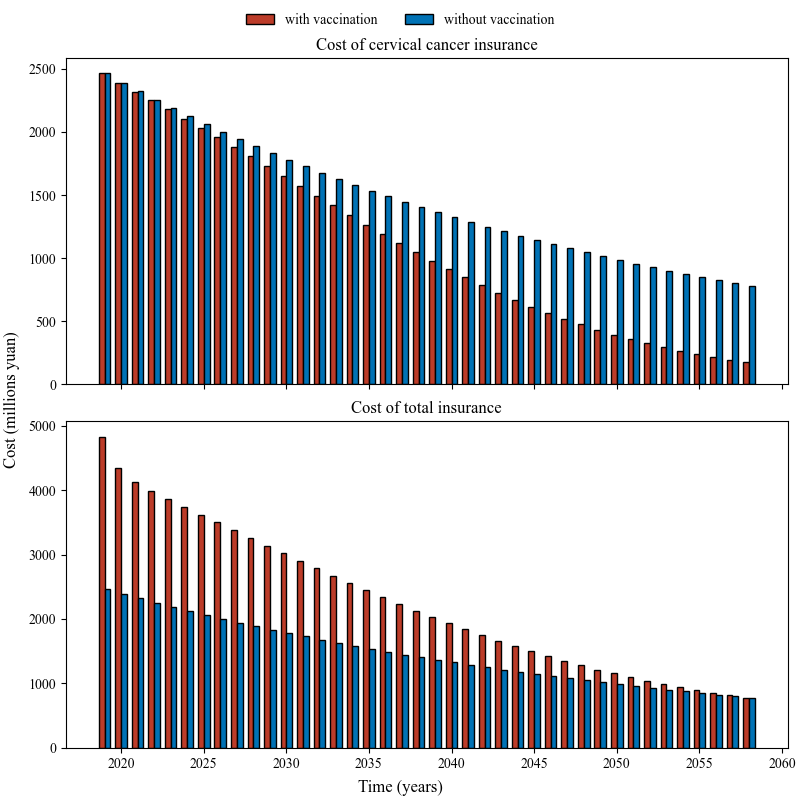 with vaccination without vaccination
Cost of cervical cancer insurance
2500
2000
1500
1000
500
0
Cost (millions yuan)
Cost of total insurance
5000
4000
3000
2000
1000
0
2020 2025 2030 2035 2040 2045 2050 2055 2060
Time (years)